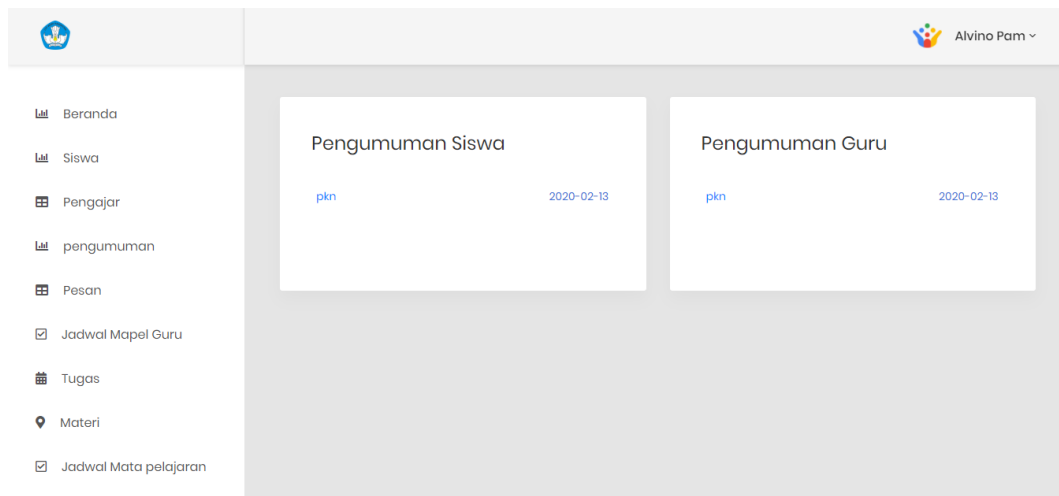 Alvino Pam
Beranda
Siswa
Pengajar
pengumuman
Pesan
Jadwal Mapel Guru
Tugas
Materi
Jadwal Mata pelajaran
Pengumuman Siswa
pkn 2020-02-13
Pengumuman Guru
pkn 2020-02-13